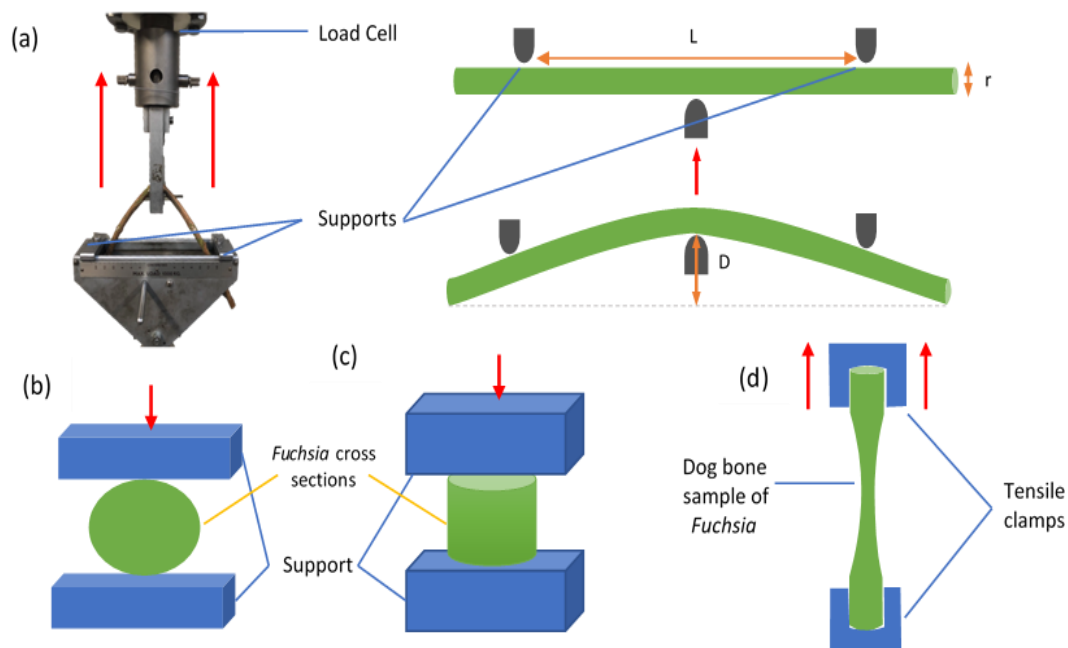 (a)
Load Cell
L
r
Supports
D
(b)
(c)
(d)
Fuchsia cross
sections
Support
Dog bone
sample of
Fuchsia
Tensile
clamps